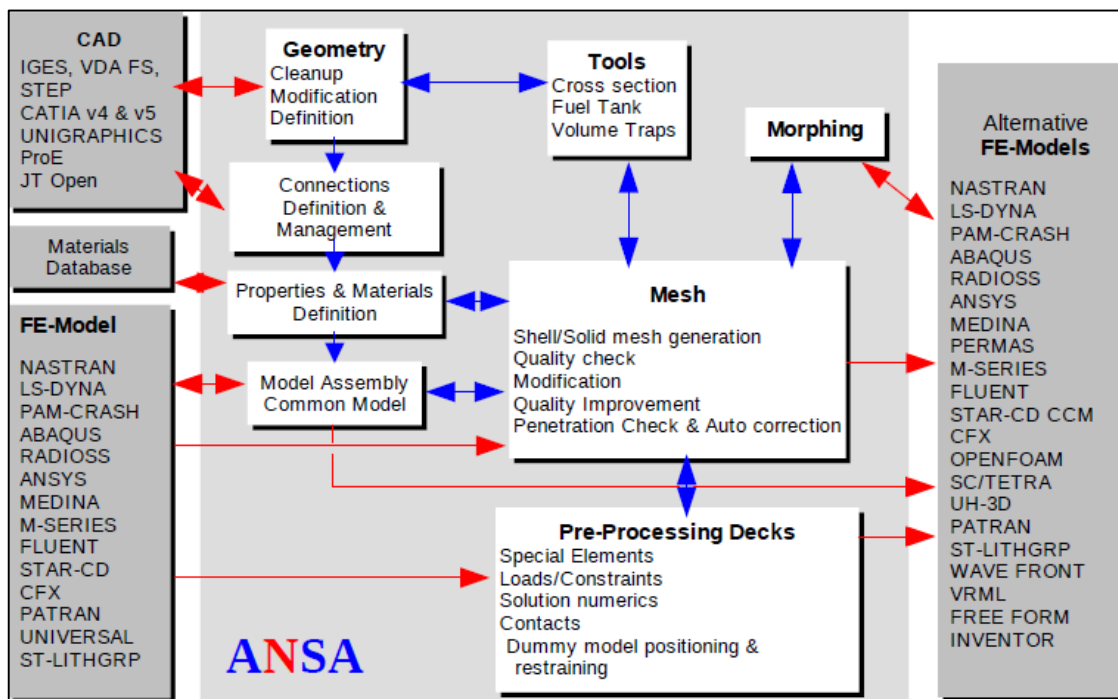 CAD
IGES, VDA FS,
STEP
CATIA v4 & v5
UNIGRAPHICS
ProE
JT Open
Materials
Database
FE-Model
NASTRAN
LS-DYNA
PAM-CRASH
ABAQUS
RADIOSS
ANSYS
MEDINA
M-SERIES
FLUENT
STAR-CD
CFX
PATRAN
UNIVERSAL
ST-LITHGRP
Geometry
Cleanup
Modification
Definition
Connections
Definition &
Management
Properties & Materials
Definition
Model Assembly
Common Model
Tools
Cross section
Fuel Tank
Volume Traps
Morphing
Mesh
Shell/Solid mesh generation
Quality check
Modification
Quality Improvement
Penetration Check & Auto correction
Pre-Processing Decks
Special Elements
Loads/Constraints
Solution numerics
Contacts
Dummy model positioning &
restraining
ANSA
Alternative
FE-Models
NASTRAN
LS-DYNA
PAM-CRASH
ABAQUS
RADIOSS
ANSYS
MEDINA
PERMAS
M-SERIES
FLUENT
STAR-CD CCM
CFX
OPENFOAM
SC/TETRA
UH-3D
PATRAN
ST-LITHGRP
WAVE FRONT
VRML
FREE FORM
INVENTOR